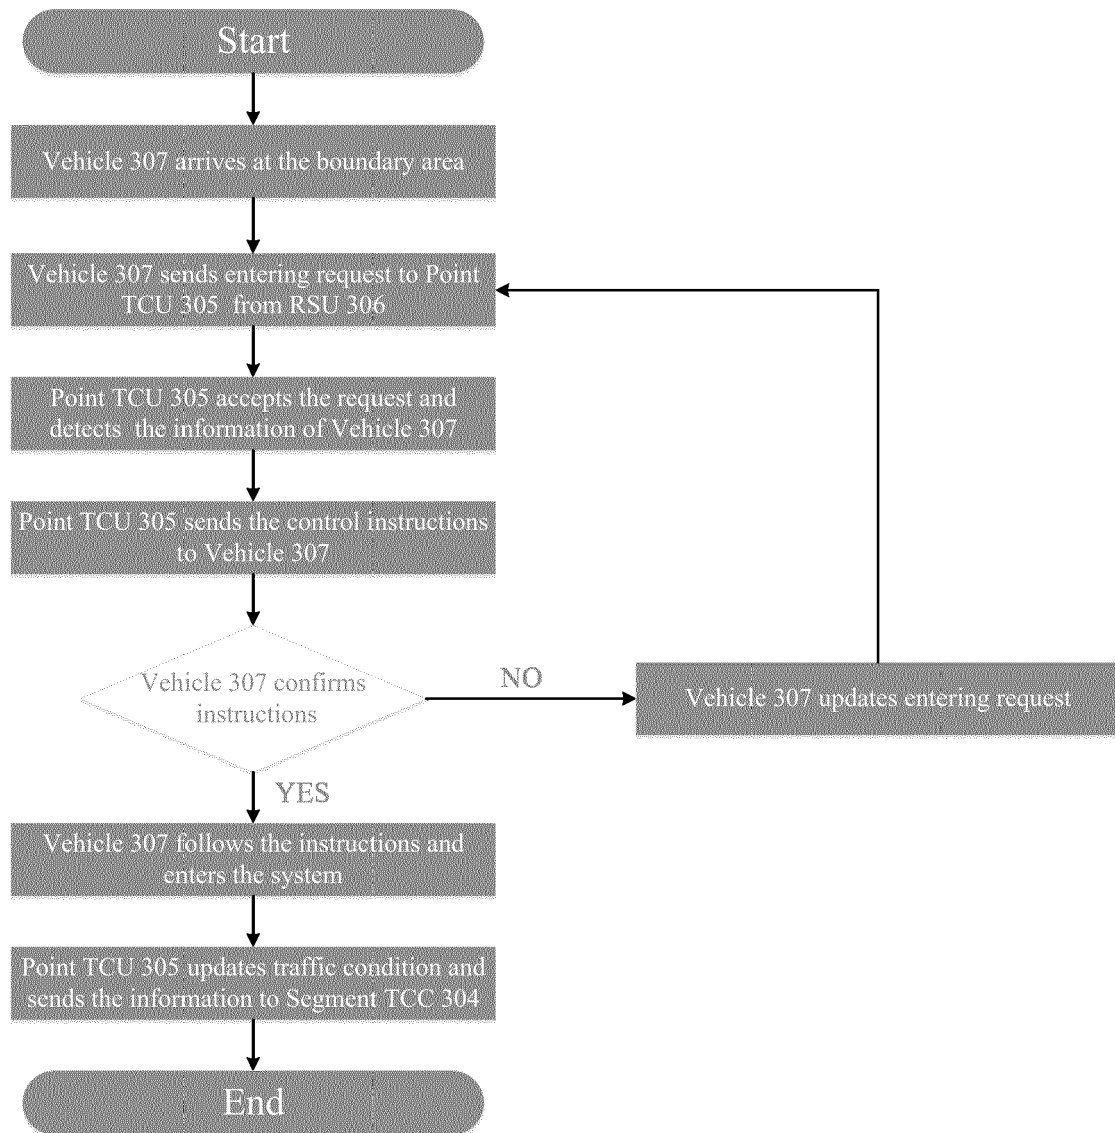 Start
Vehicle 307 arrives at the boundary area
Vehicle 307 sends entering request to Point
TCU 305 from RSU 306
Point TCU 305 accepts the request and
detects the information of Vehicle 307
Point TCU 305 sends the control instructions
to Vehicle 307
Vehicle 307 confirms
instructions
NO
Vehicle 307 updates entering request
YES
Vehicle 307 follows the instructions and
enters the system
Point TCU 305 updates traffic condition and
sends the information to Segment TCC 304
End